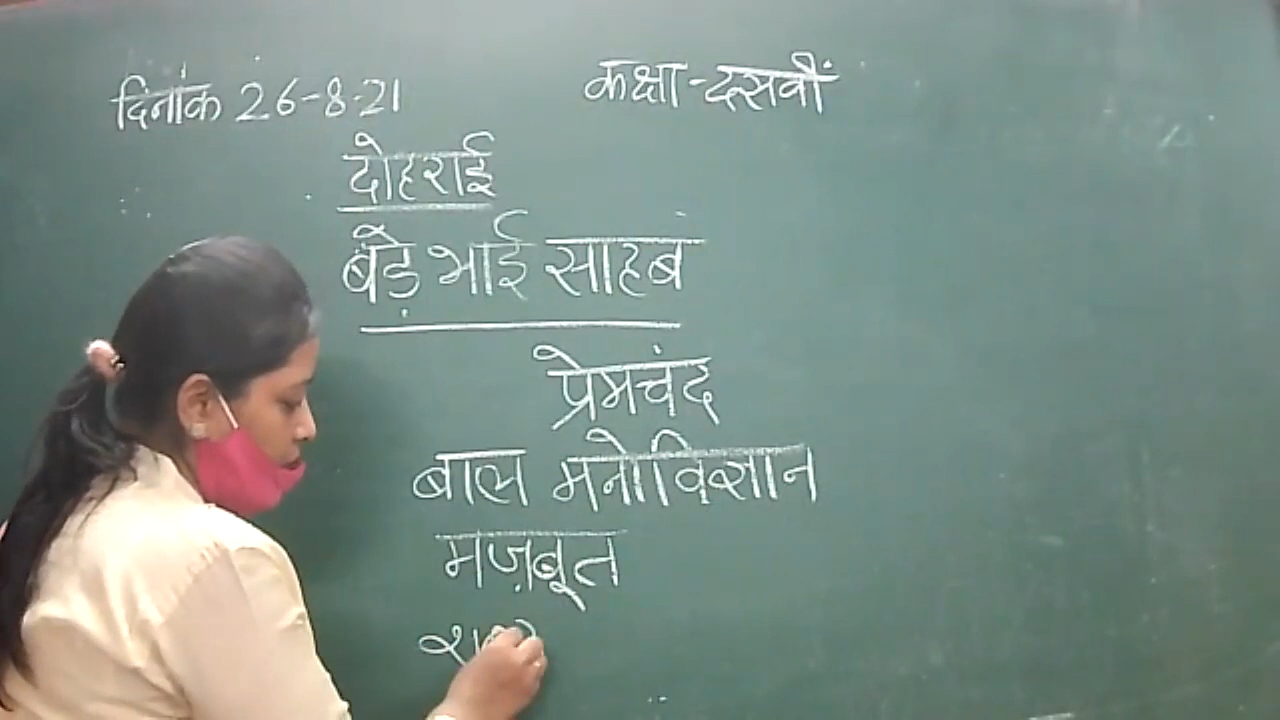 दिनांक 26-8-21 कक्षा-दसवीं
दोहराई
बड़े भाई साहब
प्रेमचंद
बाल मनोविज्ञान
मज़बूत